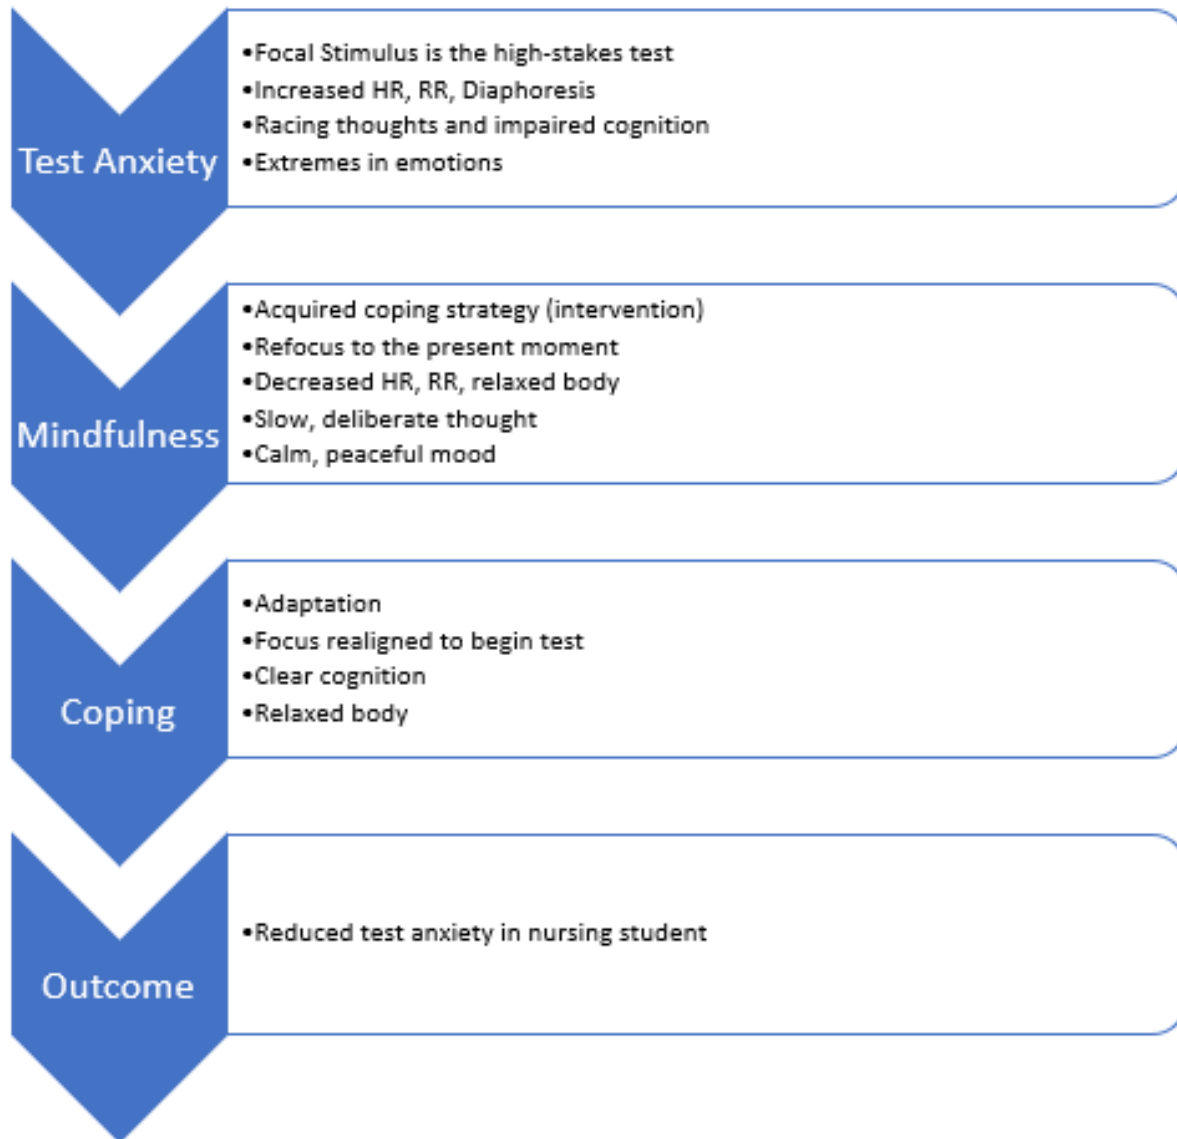 Test Anxiety
•Focal Stimulus is the high-stakes test
•Increased HR, RR, Diaphoresis
•Racing thoughts and impaired cognition
•Extremes in emotions
Mindfulness
•Acquired coping strategy (intervention)
•Refocus to the present moment
•Decreased HR, RR, relaxed body
•Slow, deliberate thought
•Calm, peaceful mood
Coping
•Adaptation
•Focus realigned to begin test
•Clear cognition
•Relaxed body
Outcome
•Reduced test anxiety in nursing student